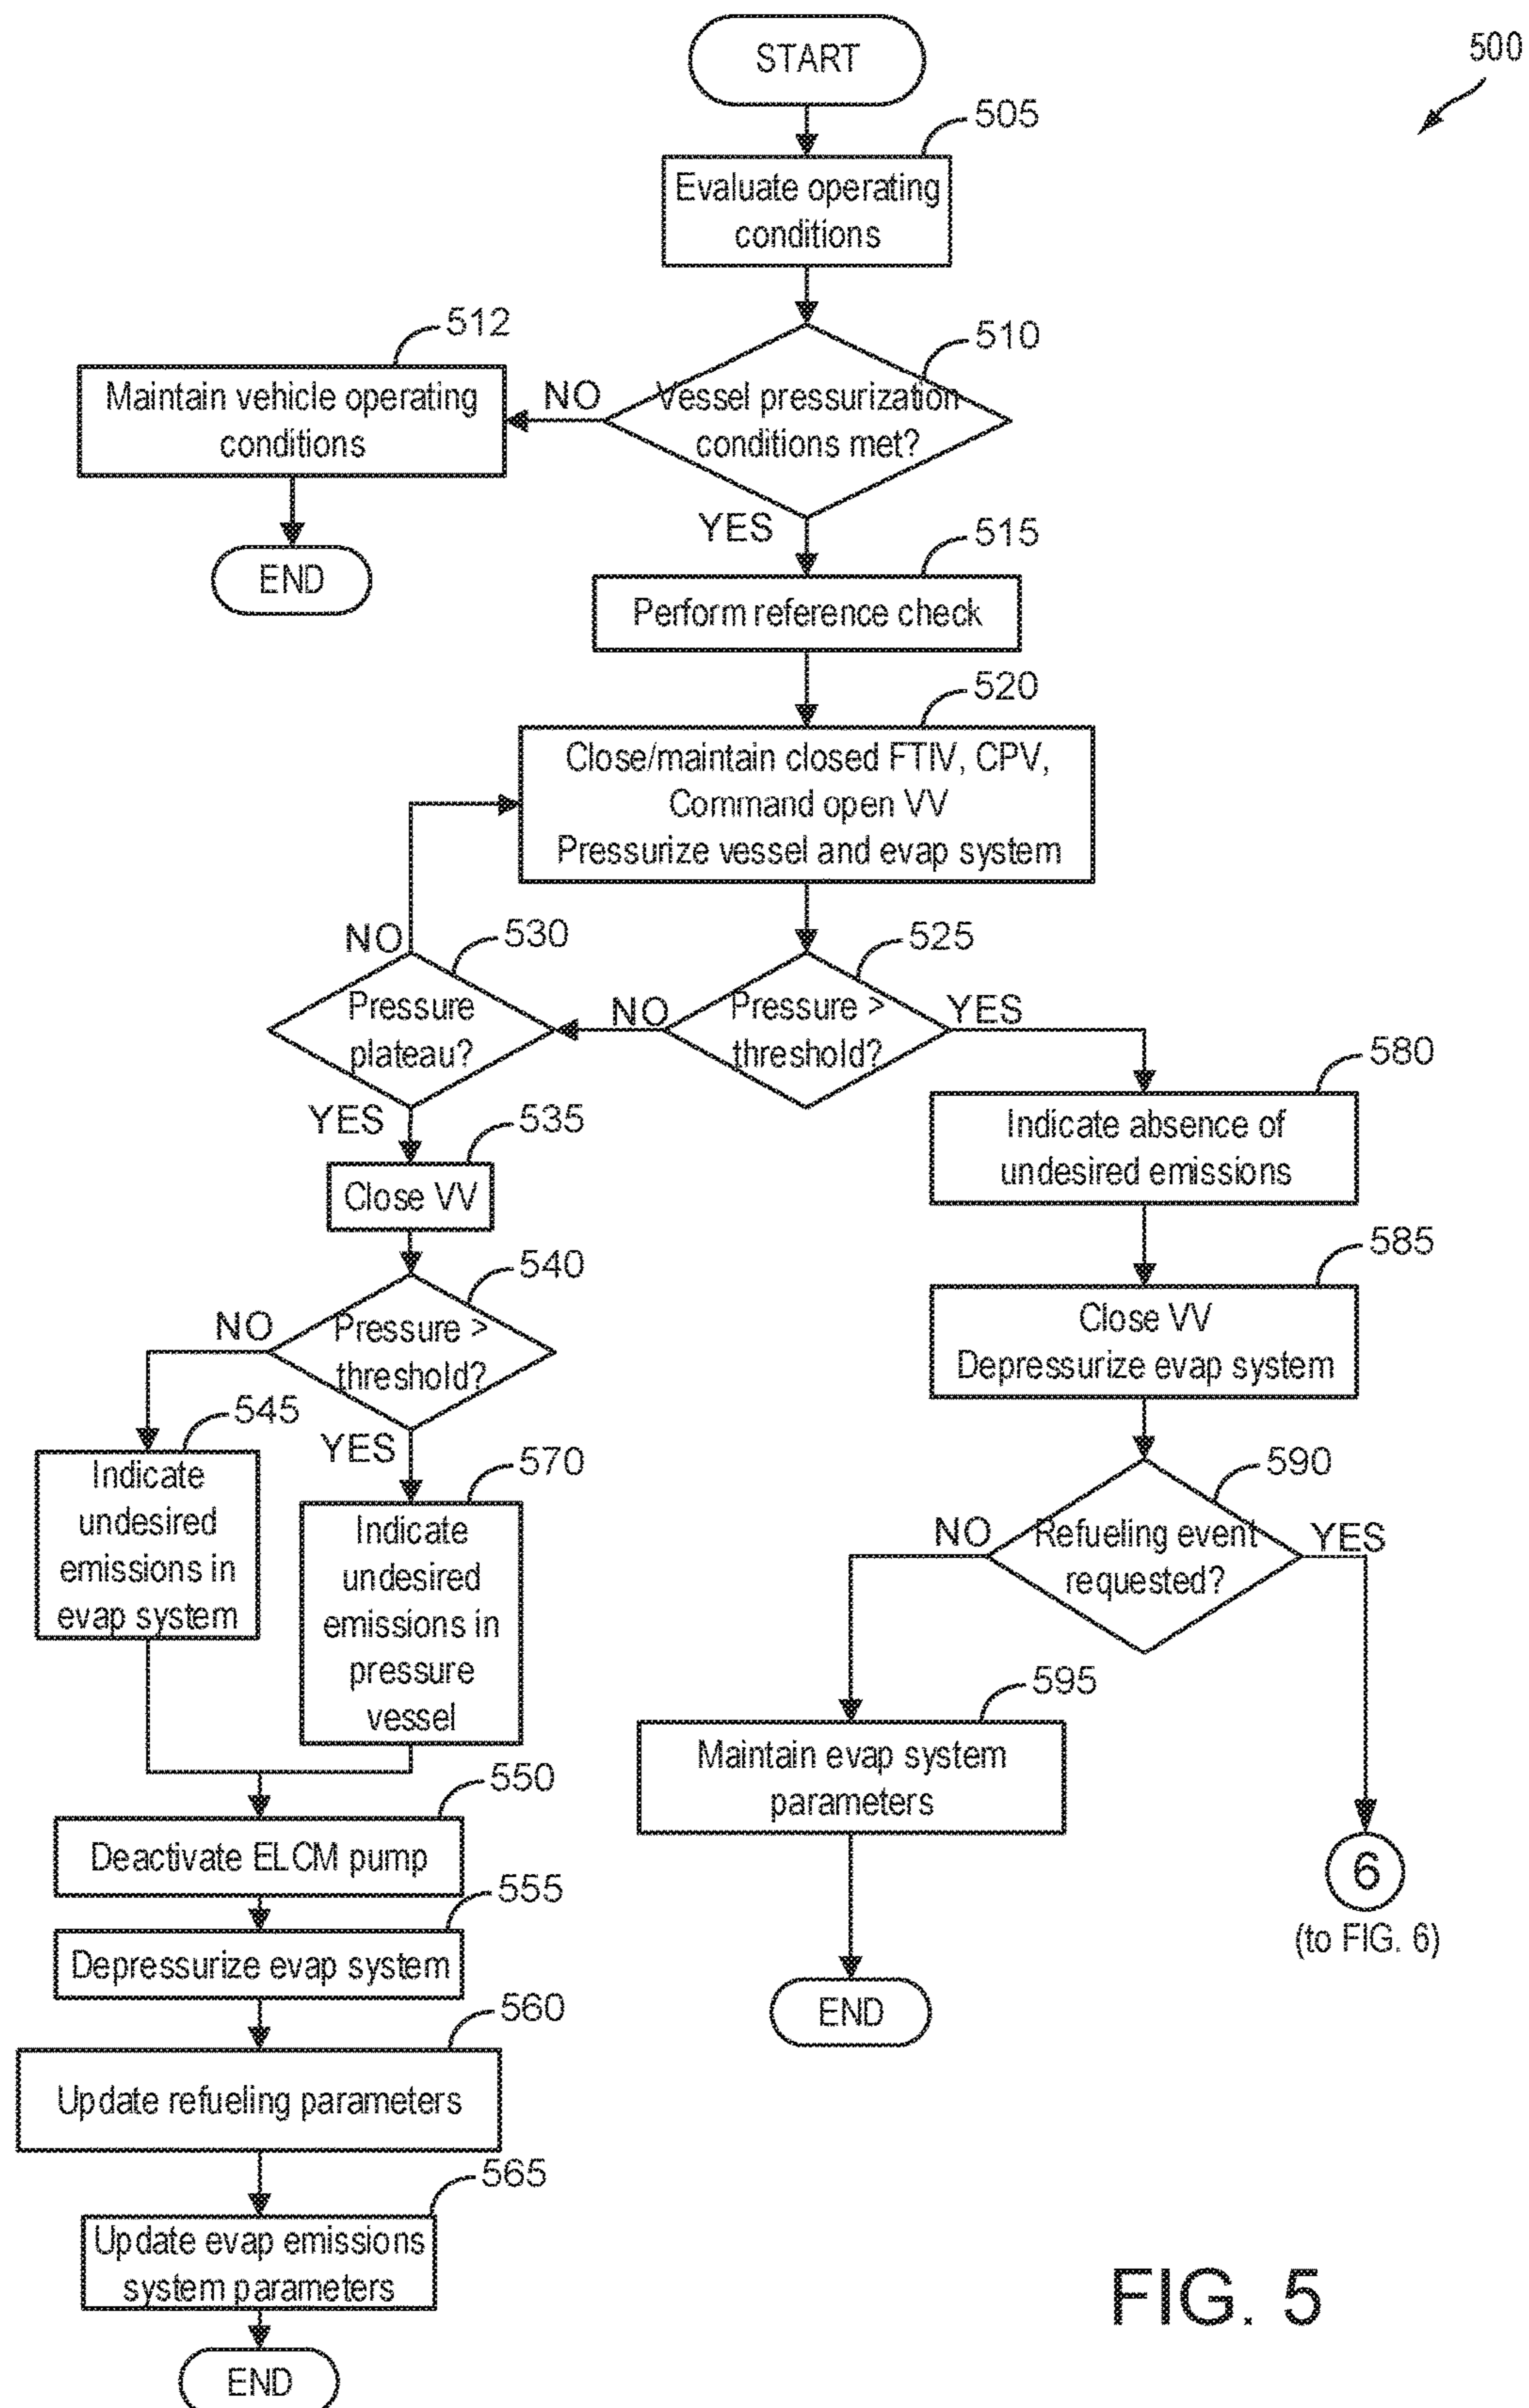 START
500
505
Evaluate operating
conditions
512
510
Maintain vehicle operating
conditions
NO
Vessel pressurization
conditions met?
YES
END
515
Perform reference check
520
Close/maintain closed FTIV, CPV,
Command open VV
Pressurize vessel and evap system
NO
530
525
Pressure
plateau?
NO
Pressure >
threshold?
YES
580
Indicate absence of
undesired emissions
YES
535
Close VV
585
Close VV
Depressurize evap system
540
NO
Pressure >
threshold?
545
YES
570
Indicate
undesired
emissions in
evap system
Indicate
undesired
emissions in
pressure
vessel
590
NO
Refueling event
requested?
YES
595
Maintain evap system
parameters
550
Deactivate ELCM pump
6
(to FIG. 6)
555
Depressurize evap system
END
560
Update refueling parameters
565
Update evap emissions
system parameters
END
FIG. 5